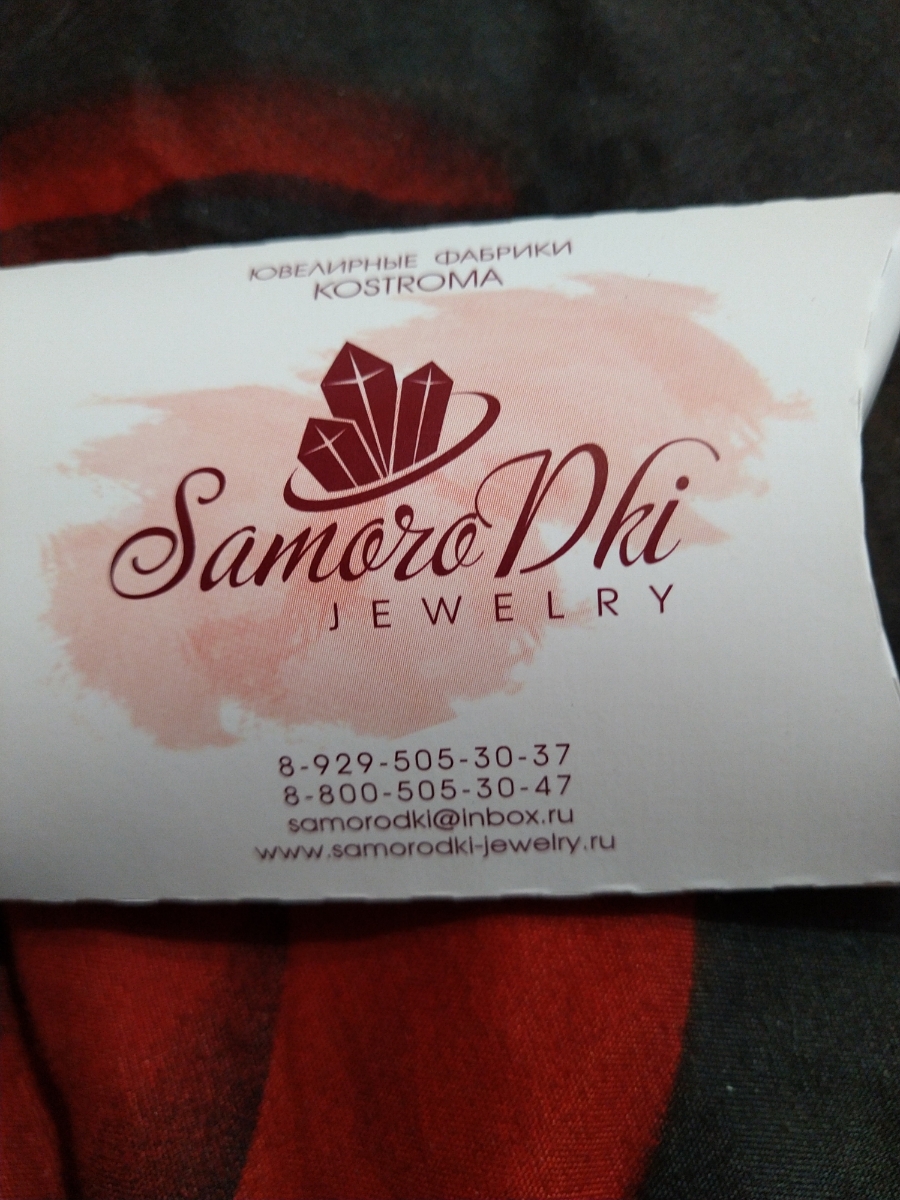 ЮВЕЛИРНЫЕ ФАБРИКИ
KOSTROMA
SamoroDki
JEWELRY
8-929-505-30-37
8-800-505-30-47
samorodki@inbox.ru
www.samorodki-jewelry.ru